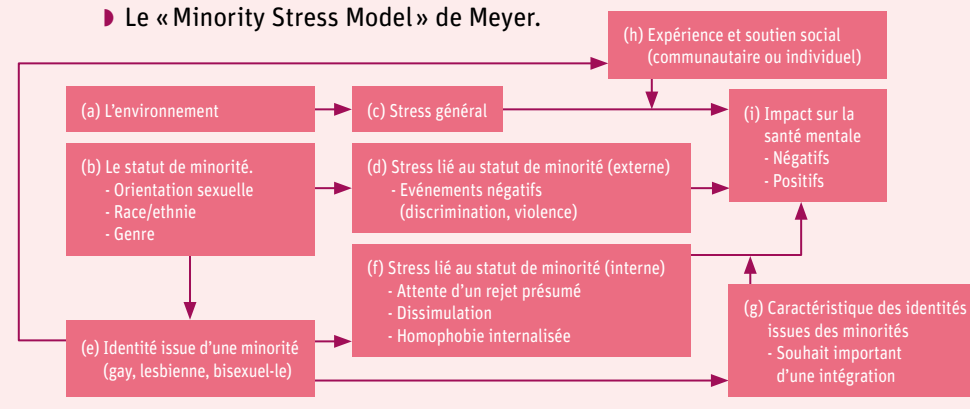 Le «Minority Stress Model» de Meyer.
(h) Expérience et soutien social
(communautaire ou individuel)
(a) L'environnement
(c) Stress général
(i) Impact sur la
santé mentale
- Négatifs
- Positifs
(b) Le statut de minorité.
- Orientation sexuelle
- Race/ethnie
- Genre
(d) Stress lié au statut de minorité (externe)
- Evénements négatifs
(discrimination, violence)
(f) Stress lié au statut de minorité (interne)
- Attente d'un rejet présumé
- Dissimulation
- Homophobie internalisée
(g) Caractéristique des identités
issues des minorités
- Souhait important
d'une intégration
(e) Identité issue d'une minorité
(gay, lesbienne, bisexuel-le)